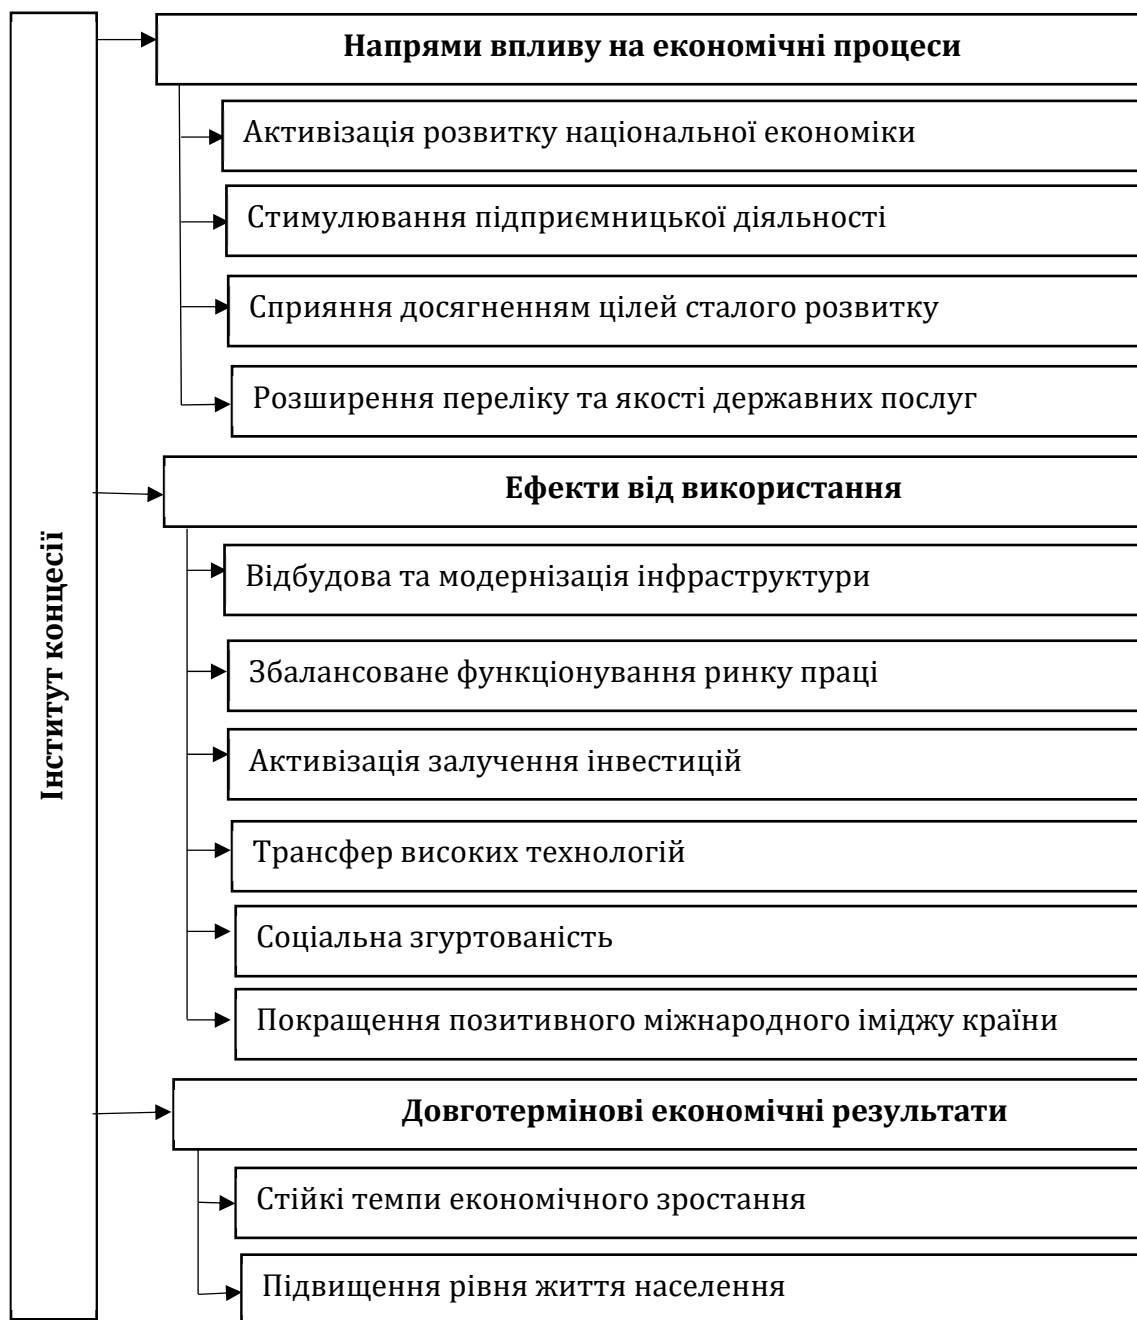 Інститут концесії
Напрями впливу на економічні процеси
Активізація розвитку національної економіки
Стимулювання підприємницької діяльності
Сприяння досягненням цілей сталого розвитку
Розширення переліку та якості державних послуг
Ефекти від використання
Відбудова та модернізація інфраструктури
Збалансоване функціонування ринку праці
Активізація залучення інвестицій
Трансфер високих технологій
Соціальна згуртованість
Покращення позитивного міжнародного іміджу країни
Довготермінові економічні результати
Стійкі темпи економічного зростання
Підвищення рівня життя населення